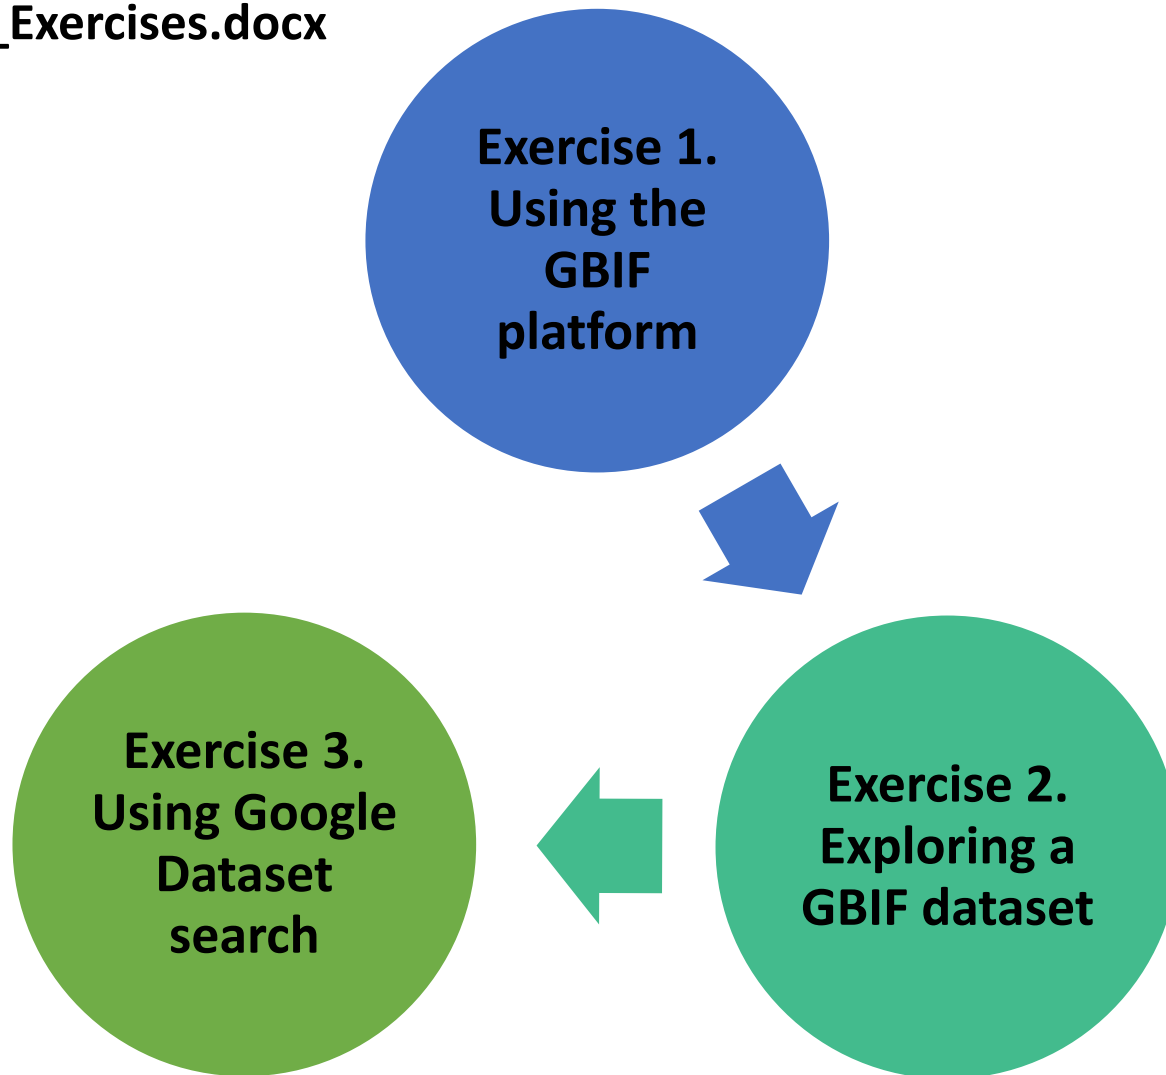 _Exercises.docx
Exercise 1.
Using the
GBIF
platform
Exercise 2.
Exploring a
GBIF dataset
Exercise 3.
Using Google
Dataset
search